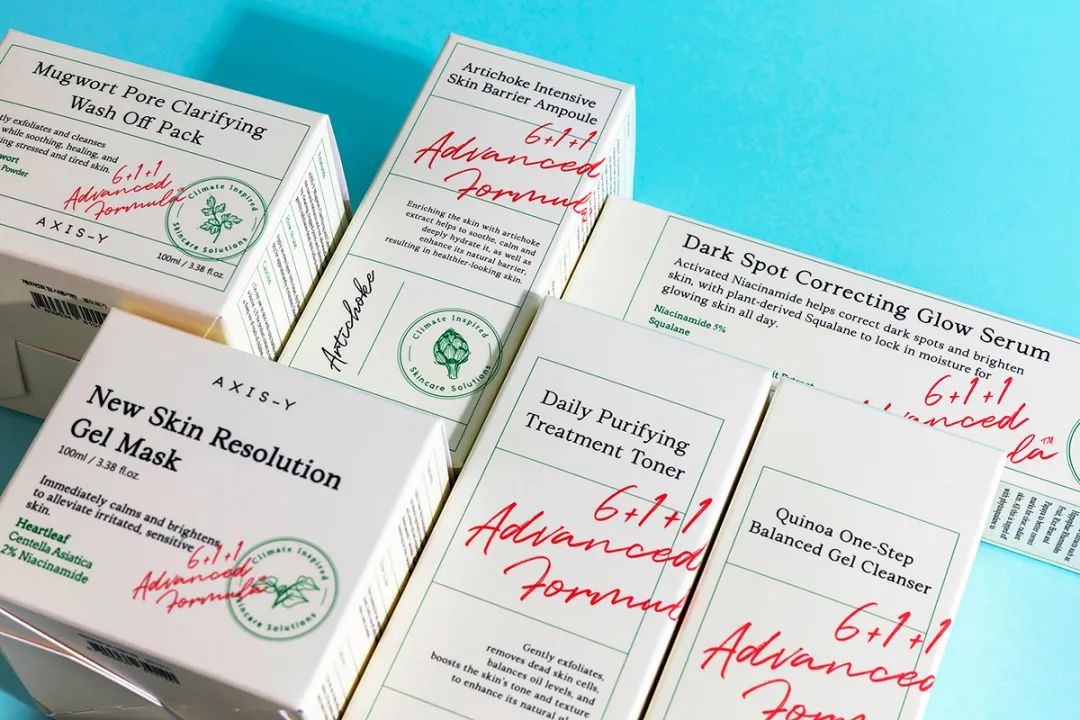 Mugwort Pore Clarifying
Wash Off Pack
exfoliates and cleanses
while soothing, healing, and
stressed and tired skin.
Powder
6+1+1
Advanced
Formula
AXIS-Y
Climate Inspired
Skincare Solutions
100ml / 3.38 fl.oz.
Artichoke Intensive
Skin Barrier Ampoule
6+1+1
Advanced
Formula
Enriching the skin with artichoke
extract helps to soothe, calm and
deeply hydrate it, as well as
enhance its natural barrier,
resulting in healthier-looking skin.
Artichoke
Climate Inspired
Skincare Solutions
Dark Spot Correcting Glow Serum
Activated Niacinamide helps correct dark spots and brighten
skin, with plant-derived Squalane to lock in moisture for
glowing skin all day.
Niacinamide 5%
Squalane
6+1+1
Advanced
AXIS-Y
New Skin Resolution
Gel Mask
100ml / 3.38 fl.oz.
Immediately calms and brightens
to alleviate irritated, sensitive
skin.
Heartleaf
Centella Asiatica
2% Niacinamide
6+1+1
Advanced
Formula
Climate Inspired
Skincare Solutions
Daily Purifying
Treatment Toner
6+1+1
Advanced
Formul
Gently exfoliates,
removes dead skin cells,
balances oil levels, and
boosts the skin's tone and texture
to enhance its natural
Quinoa One-Step
Balanced Gel Cleanser
6+1+1
Advanced
Form